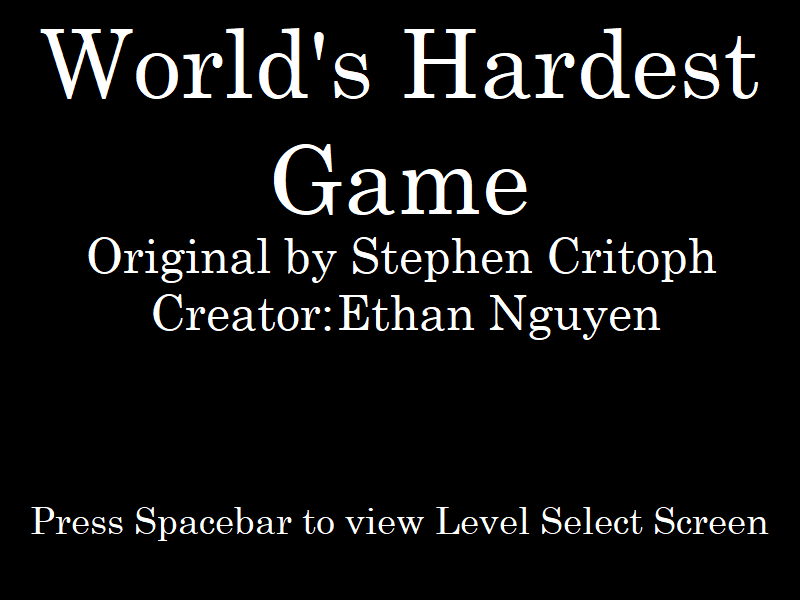 World's Hardest
Game
Original by Stephen Critoph
Creator:Ethan Nguyen
Press Spacebar to view Level Select Screen